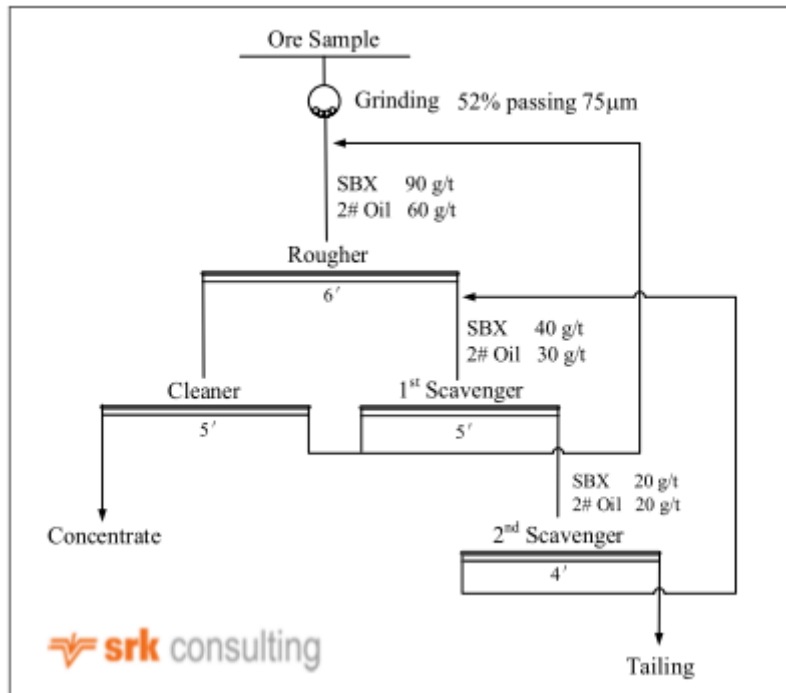 Ore Sample
Grinding 52% passing 75μm
SBX 90 g/t
2# Oil 60 g/t
Rougher
6′
SBX 40 g/t
2# Oil 30 g/t
Cleaner
1st Scavenger
5′
5′
SBX 20 g/t
2# Oil 20 g/t
Concentrate
2nd Scavenger
4′
srk consulting
Tailing